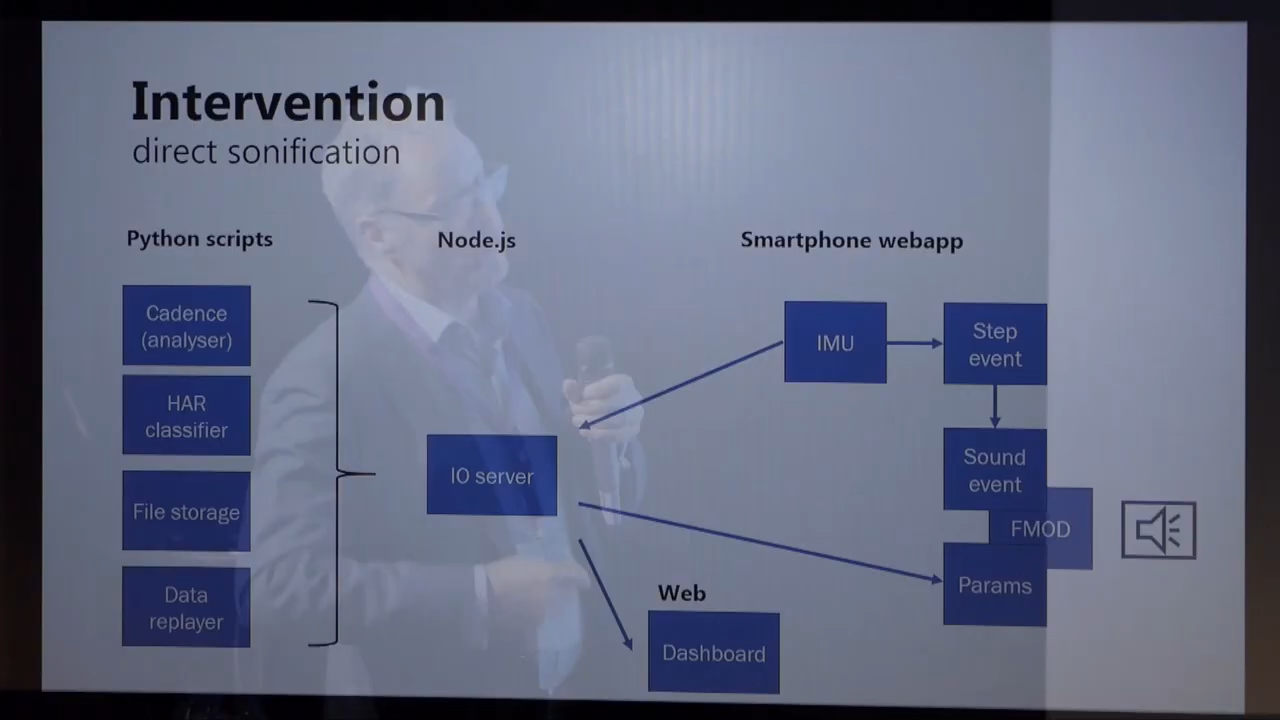 Intervention
direct sonification
Python scripts
Node.js
Smartphone webapp
Cadence
(analyser)
HAR
classifier
File storage
Data
replayer
IO server
IMU
Step
event
Sound
event
FMOD
Params
Web
Dashboard